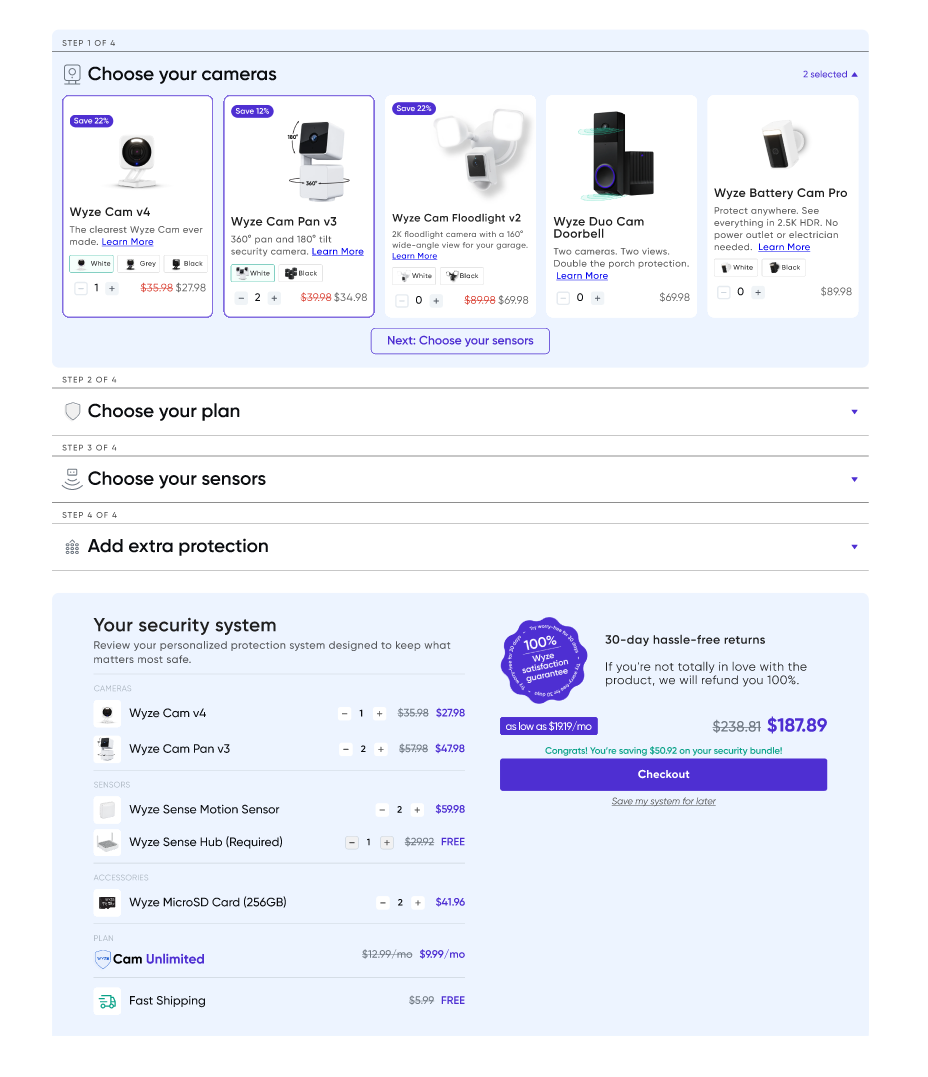 STEP 1 OF 4
Choose your cameras
2 selected
Save 22%
Wyze Cam v4
The clearest Wyze Cam ever
made. Learn More
White Grey Black
1 $35.98 $27.98
Save 12%
180°
360°
Wyze Cam Pan v3
360° pan and 180° tilt
security camera. Learn More
White Black
2 $39.98 $34.98
Save 22%
Wyze Cam Floodlight v2
2K floodlight camera with a 160°
wide-angle view for your garage.
Learn More
White Black
0 $89.98 $69.98
Wyze Duo Cam
Doorbell
Two cameras. Two views.
Double the porch protection.
Learn More
0 $69.98
Wyze Battery Cam Pro
Protect anywhere. See
everything in 2.5K HDR. No
power outlet or electrician
needed. Learn More
White Black
0 $89.98
Next: Choose your sensors
STEP 2 OF 4
Choose your plan
STEP 3 OF 4
Choose your sensors
STEP 4 OF 4
Add extra protection
Your security system
Review your personalized protection system designed to keep what
matters most safe.
CAMERAS
Wyze Cam v4 − 1 + $35.98 $27.98
Wyze Cam Pan v3 − 2 + $57.98 $47.98
SENSORS
Wyze Sense Motion Sensor − 2 + $59.98
Wyze Sense Hub (Required) − 1 + $29.92 FREE
ACCESSORIES
Wyze MicroSD Card (256GB) − 2 + $41.96
PLAN
WYZE
Cam Unlimited $12.99/mo $9.99/mo
Fast Shipping $5.99 FREE
Try worry-free for 30 days
100%
Wyze
satisfaction
guarantee
30-day hassle-free returns
If you're not totally in love with the
product, we will refund you 100%.
as low as $19.19/mo $238.81 $187.89
Congrats! You're saving $50.92 on your security bundle!
Checkout
Save my system for later